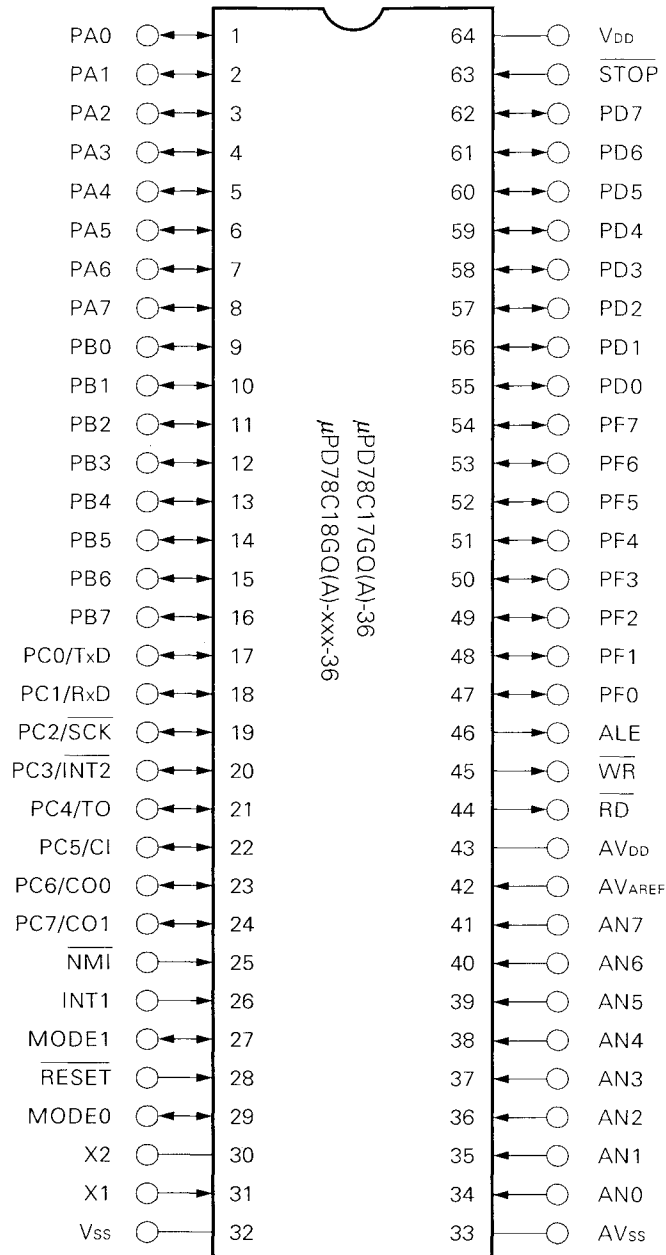 PA0 1 64 VDD
PA1 2 63 STOP
PA2 3 62 PD7
PA3 4 61 PD6
PA4 5 60 PD5
PA5 6 59 PD4
PA6 7 58 PD3
PA7 8 57 PD2
PB0 9 56 PD1
PB1 10 55 PD0
PB2 11 54 PF7
PB3 12 53 PF6
PB4 13 52 PF5
PB5 14 51 PF4
PB6 15 50 PF3
PB7 16 49 PF2
PC0/TxD 17 48 PF1
PC1/RxD 18 47 PF0
PC2/SCK 19 46 ALE
PC3/INT2 20 45 WR
PC4/TO 21 44 RD
PC5/CI 22 43 AVDD
PC6/CO0 23 42 AVAREF
PC7/CO1 24 41 AN7
NMI 25 40 AN6
INT1 26 39 AN5
MODE1 27 38 AN4
RESET 28 37 AN3
MODE0 29 36 AN2
X2 30 35 AN1
X1 31 34 AN0
Vss 32 33 AVss
μPD78C17GQ(A)-36
μPD78C18GQ(A)-xxx-36